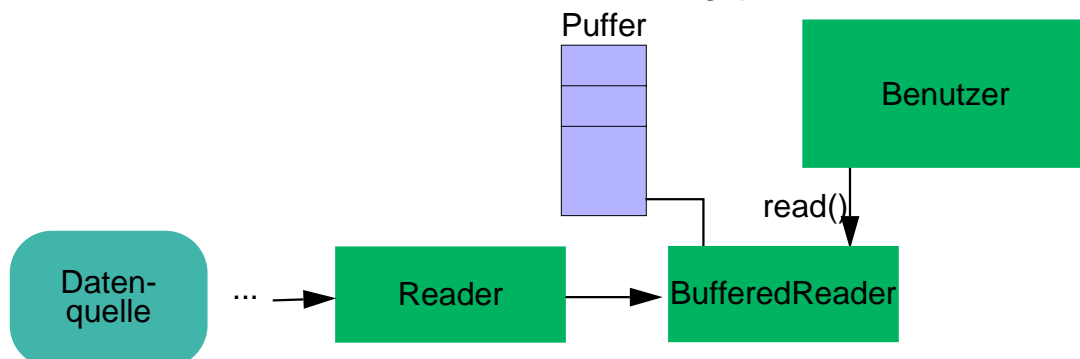 Puffer
Benutzer
read()
Daten-
quelle
...
Reader
BufferedReader